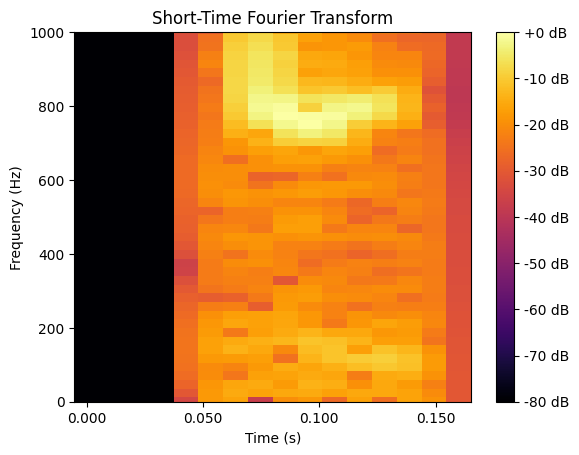 Short-Time Fourier Transform
Frequency (Hz)
1000
800
600
400
200
0
0.000
0.050
0.100
0.150
Time (s)
+0 dB
-10 dB
-20 dB
-30 dB
-40 dB
-50 dB
-60 dB
-70 dB
-80 dB